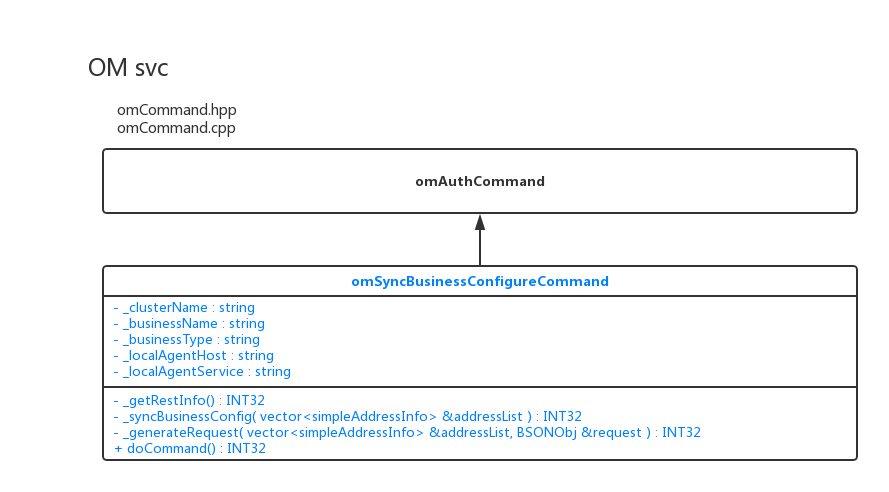 OM svc
omCommand.hpp
omCommand.cpp
omAuthCommand
omSyncBusinessConfigureCommand
- _clusterName : string
- _businessName : string
- _businessType : string
- _localAgentHost : string
- _localAgentService : string
- _getRestInfo() : INT32
- _syncBusinessConfig( vector<simpleAddressInfo> &addressList ) : INT32
- _generateRequest( vector<simpleAddressInfo> &addressList, BSONObj &request ) : INT32
+ doCommand() : INT32